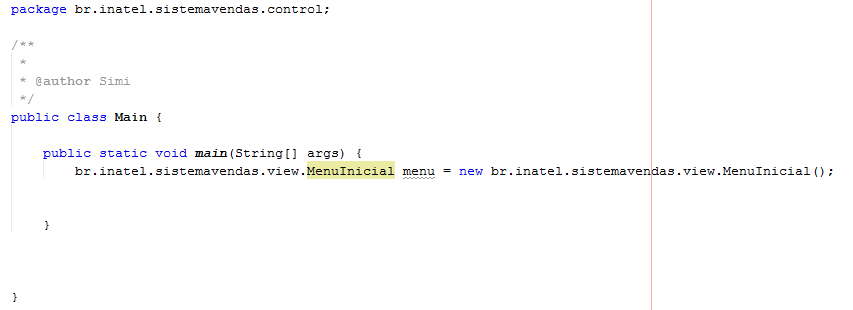 package br.inatel.sistemavendas.control;
/**
*
* @author Simi
*/
public class Main {
public static void main(String[] args) {
br.inatel.sistemavendas.view.MenuInicial menu = new br.inatel.sistemavendas.view.MenuInicial();
}
}